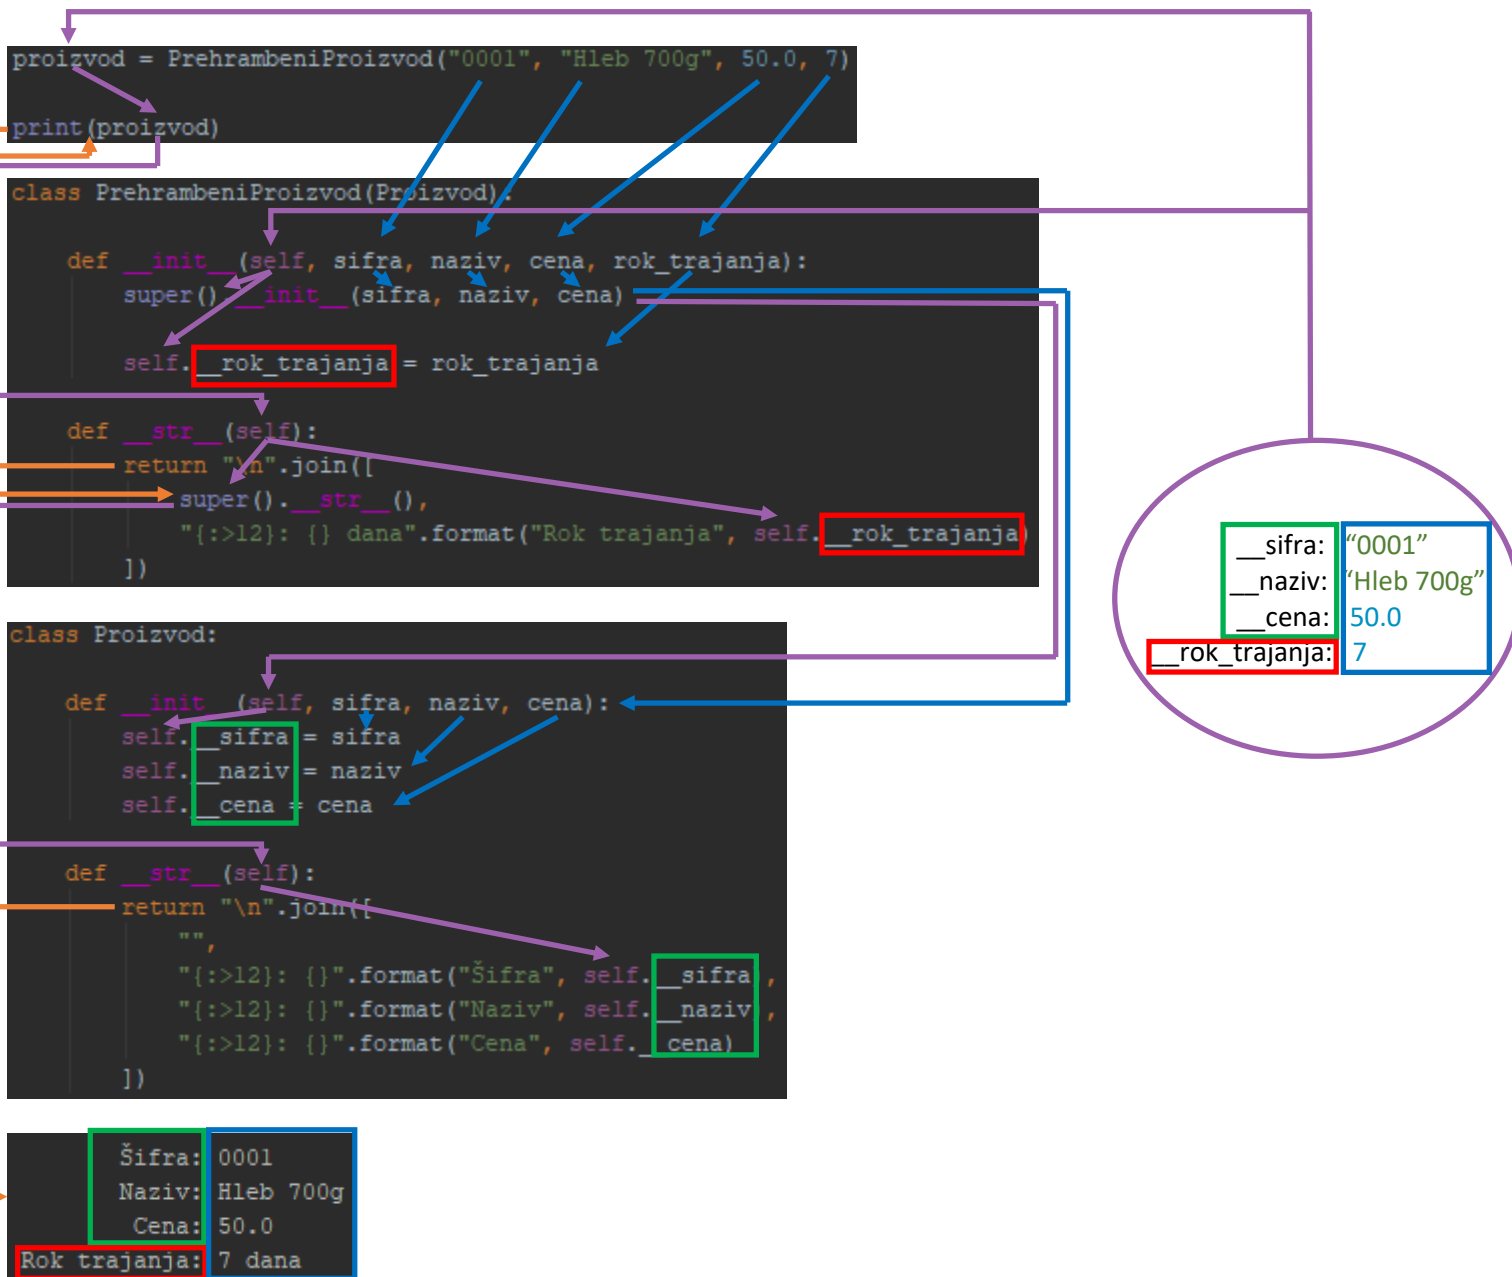 proizvod = PrehrambeniProizvod("0001", "Hleb 700g", 50.0, 7)
print(proizvod)
class PrehrambeniProizvod(Proizvod):
def __init__(self, sifra, naziv, cena, rok_trajanja):
super().__init__(sifra, naziv, cena)
self.__rok_trajanja = rok_trajanja
def __str__(self):
return "\n".join([
super().__str__(),
"{:>12}: {} dana".format("Rok trajanja", self.__rok_trajanja)
])
__sifra: “0001”
__naziv: “Hleb 700g”
__cena: 50.0
__rok_trajanja: 7
class Proizvod:
def __init__(self, sifra, naziv, cena):
self.__sifra = sifra
self.__naziv = naziv
self.__cena = cena
def __str__(self):
return "\n".join([
"",
"{:>12}: {}".format("Šifra", self.__sifra),
"{:>12}: {}".format("Naziv", self.__naziv),
"{:>12}: {}".format("Cena", self.__cena)
])
Šifra: 0001
Naziv: Hleb 700g
Cena: 50.0
Rok trajanja: 7 dana